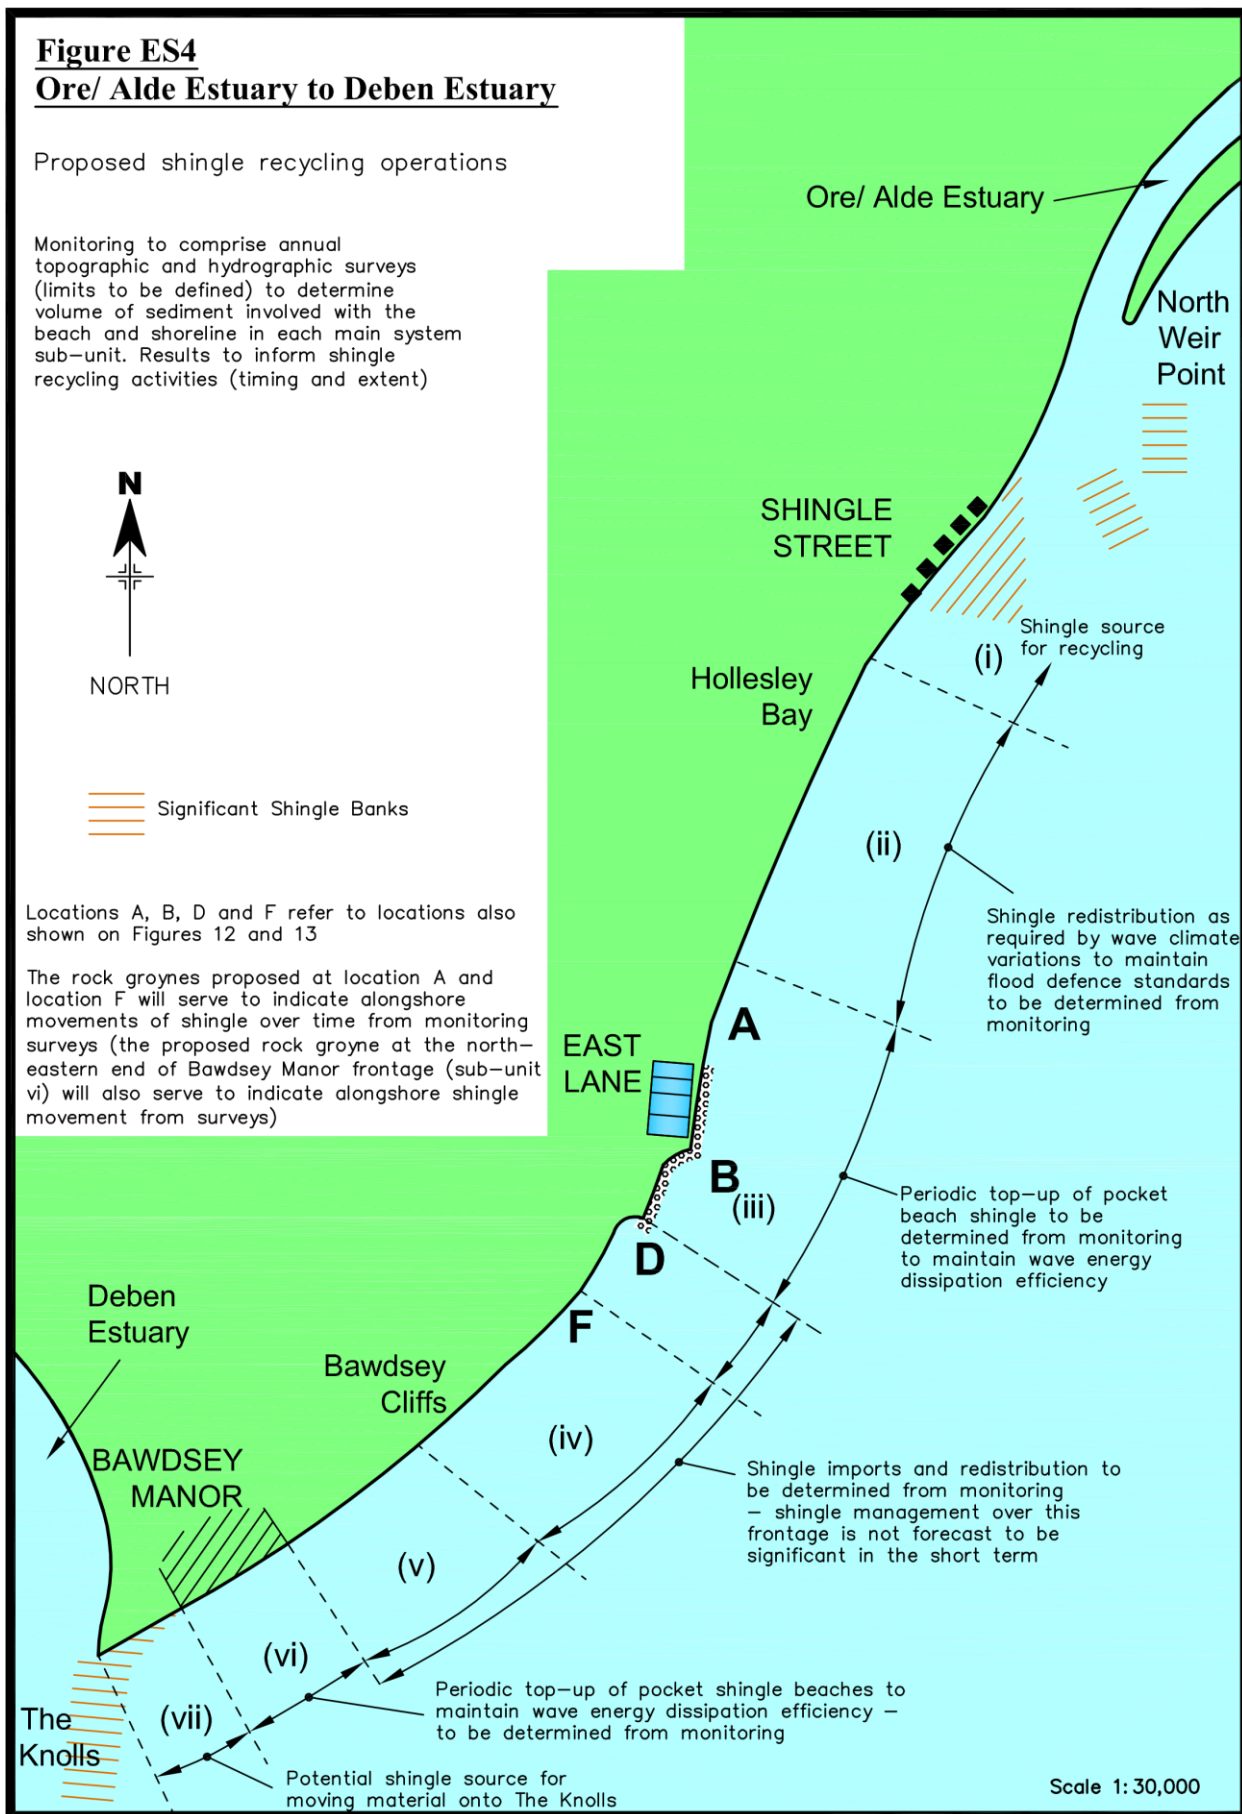 Figure ES4
Ore/ Alde Estuary to Deben Estuary
Proposed shingle recycling operations
Monitoring to comprise annual
topographic and hydrographic surveys
(limits to be defined) to determine
volume of sediment involved with the
beach and shoreline in each main system
sub-unit. Results to inform shingle
recycling activities (timing and extent)
Ore/ Alde Estuary
North
Weir
Point
N
NORTH
SHINGLE
STREET
Shingle source
for recycling
(i)
Hollesley
Bay
Significant Shingle Banks
(ii)
Locations A, B, D and F refer to locations also
shown on Figures 12 and 13
Shingle redistribution as
required by wave climate
variations to maintain
flood defence standards
to be determined from
monitoring
The rock groynes proposed at location A and
location F will serve to indicate alongshore
movements of shingle over time from monitoring
surveys (the proposed rock groyne at the north-
eastern end of Bawdsey Manor frontage (sub-unit
vi) will also serve to indicate alongshore shingle
movement from surveys)
A
EAST
LANE
B
(iii)
Periodic top-up of pocket
beach shingle to be
determined from monitoring
to maintain wave energy
dissipation efficiency
D
Deben
Estuary
F
Bawdsey
Cliffs
(iv)
BAWDSEY
MANOR
Shingle imports and redistribution to
be determined from monitoring
- shingle management over this
frontage is not forecast to be
significant in the short term
(v)
(vi)
Periodic top-up of pocket shingle beaches to
maintain wave energy dissipation efficiency -
to be determined from monitoring
The
Knolls
(vii)
Potential shingle source for
moving material onto The Knolls
Scale 1:30,000